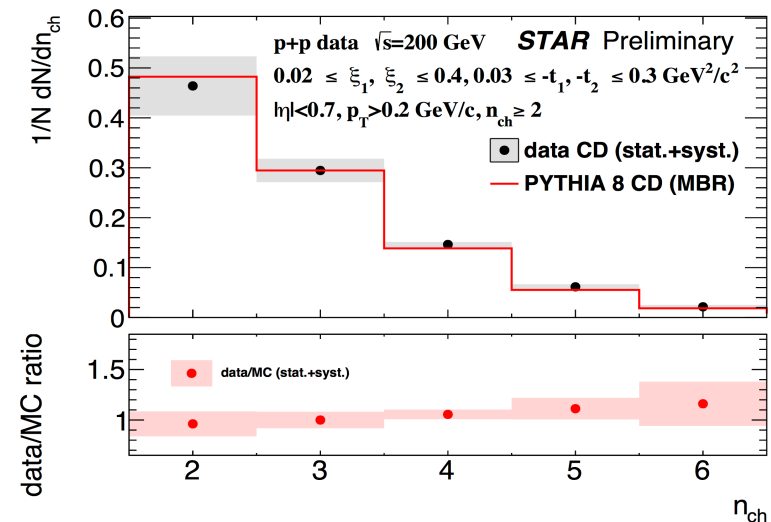 p+p data √s=200 GeV STAR Preliminary
0.02 ≤ ξ₁, ξ₂ ≤ 0.4, 0.03 ≤ -t₁, -t₂ ≤ 0.3 GeV²/c²
|η|<0.7, p_T>0.2 GeV/c, n_ch≥ 2
data CD (stat.+syst.)
PYTHIA 8 CD (MBR)
1/N dN/dn_ch
0.6
0.5
0.4
0.3
0.2
0.1
0
data/MC (stat.+syst.)
data/MC ratio
1.5
1
2 3 4 5 6
n_ch